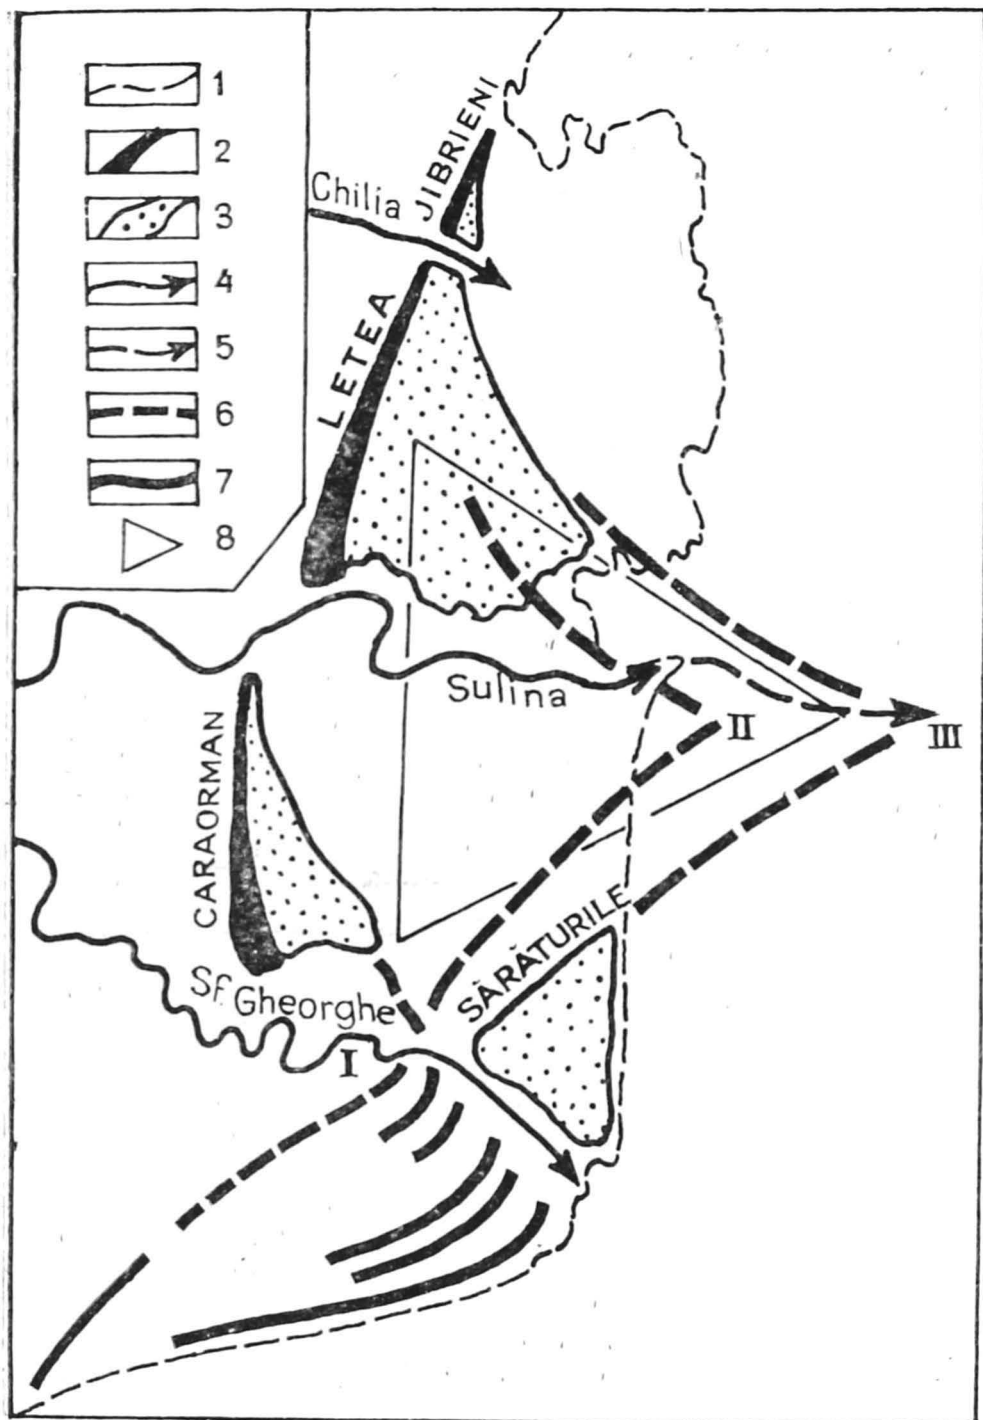 1
2
3
4
5
6
7
8
JIBRIENI
Chilia
LETEA
Sulina
II
III
CARAORMAN
SĂRĂTURILE
Sf Gheorghe
I